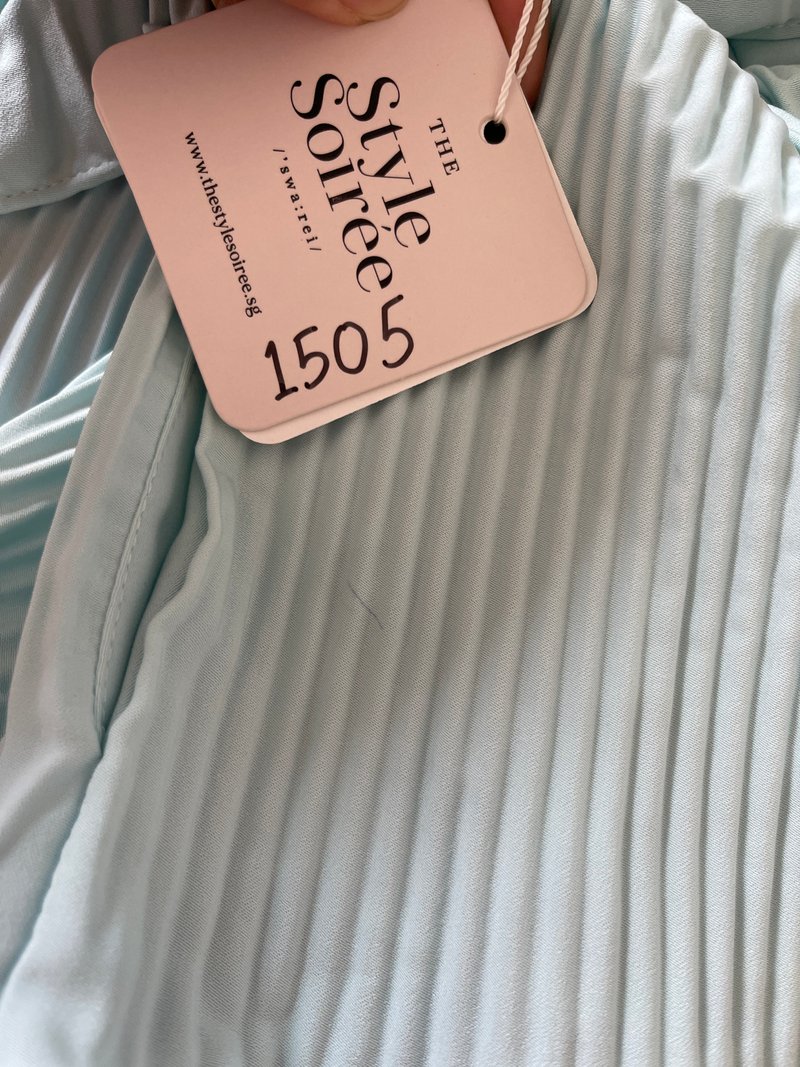 THE
Style
Soirée
/'swa:rei/
www.thestylesoiree.sg
1505